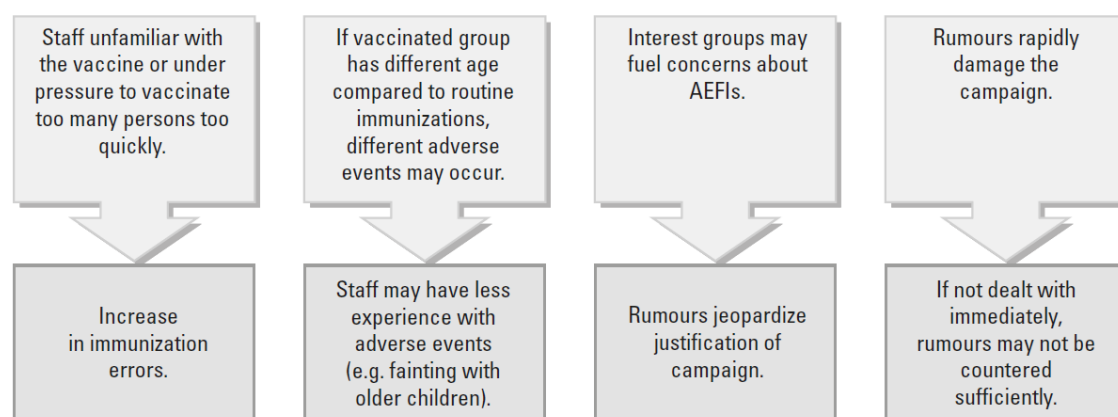 Staff unfamiliar with
the vaccine or under
pressure to vaccinate
too many persons too
quickly.
If vaccinated group
has different age
compared to routine
immunizations,
different adverse
events may occur.
Interest groups may
fuel concerns about
AEFIs.
Rumours rapidly
damage the
campaign.
Increase
in immunization
errors.
Staff may have less
experience with
adverse events
(e.g. fainting with
older children).
Rumours jeopardize
justification of
campaign.
If not dealt with
immediately,
rumours may not be
countered
sufficiently.